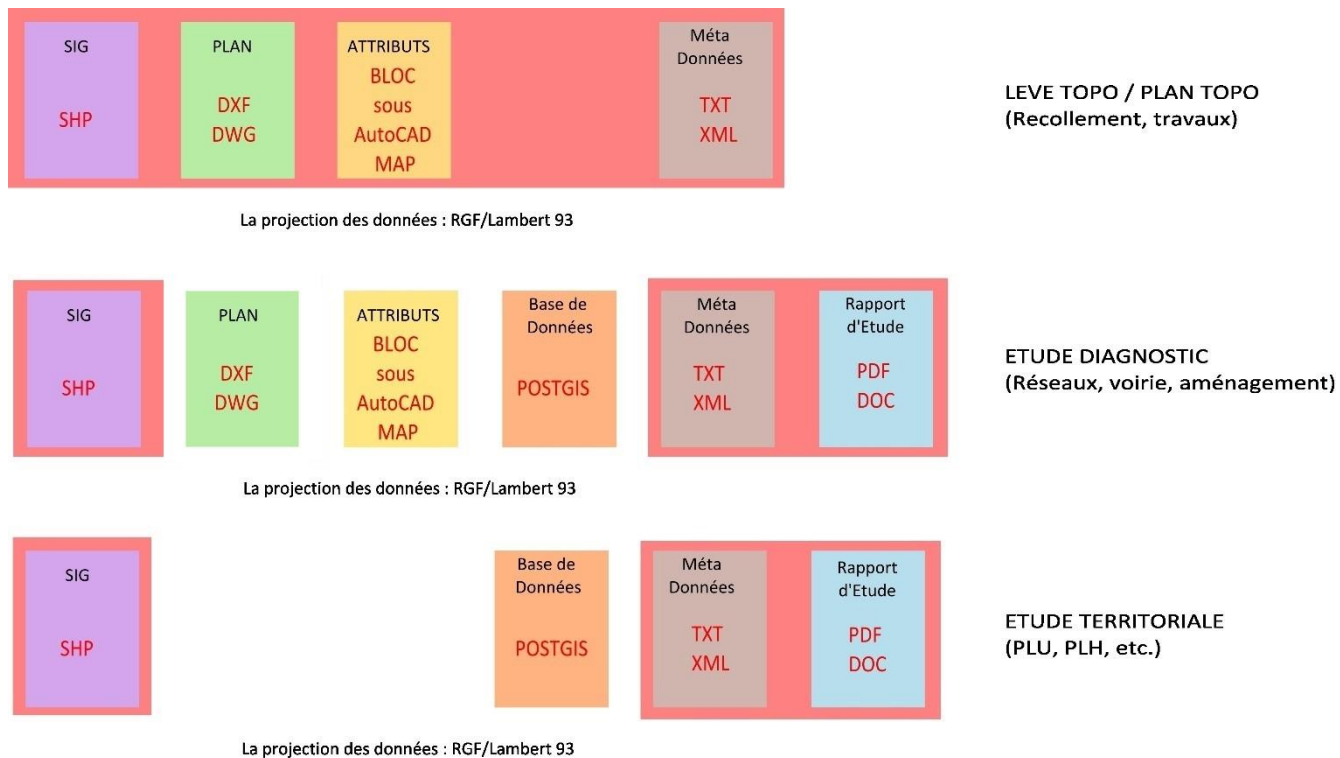 SIG
SHP
PLAN
DXF
DWG
ATTRIBUTS
BLOC
sous
AutoCAD
MAP
Méta
Données
TXT
XML
LEVE TOPO / PLAN TOPO
(Recollement, travaux)
La projection des données : RGF/Lambert 93
SIG
SHP
PLAN
DXF
DWG
ATTRIBUTS
BLOC
sous
AutoCAD
MAP
Base de
Données
POSTGIS
Méta
Données
TXT
XML
Rapport
d'Etude
PDF
DOC
ETUDE DIAGNOSTIC
(Réseaux, voirie, aménagement)
La projection des données : RGF/Lambert 93
SIG
SHP
Base de
Données
POSTGIS
Méta
Données
TXT
XML
Rapport
d'Etude
PDF
DOC
ETUDE TERRITORIALE
(PLU, PLH, etc.)
La projection des données : RGF/Lambert 93